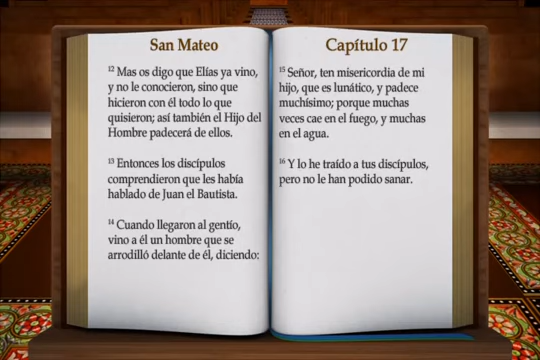 San Mateo
12 Mas os digo que Elías ya vino,
y no le conocieron, sino que
hicieron con él todo lo que
quisieron; así también el Hijo del
Hombre padecerá de ellos.
13 Entonces los discípulos
comprendieron que les había
hablado de Juan el Bautista.
14 Cuando llegaron al gentío,
vino a él un hombre que se
arrodilló delante de él, diciendo:
Capítulo 17
15 Señor, ten misericordia de mi
hijo, que es lunático, y padece
muchísimo; porque muchas
veces cae en el fuego, y muchas
en el agua.
16 Y lo he traído a tus discípulos,
pero no le han podido sanar.